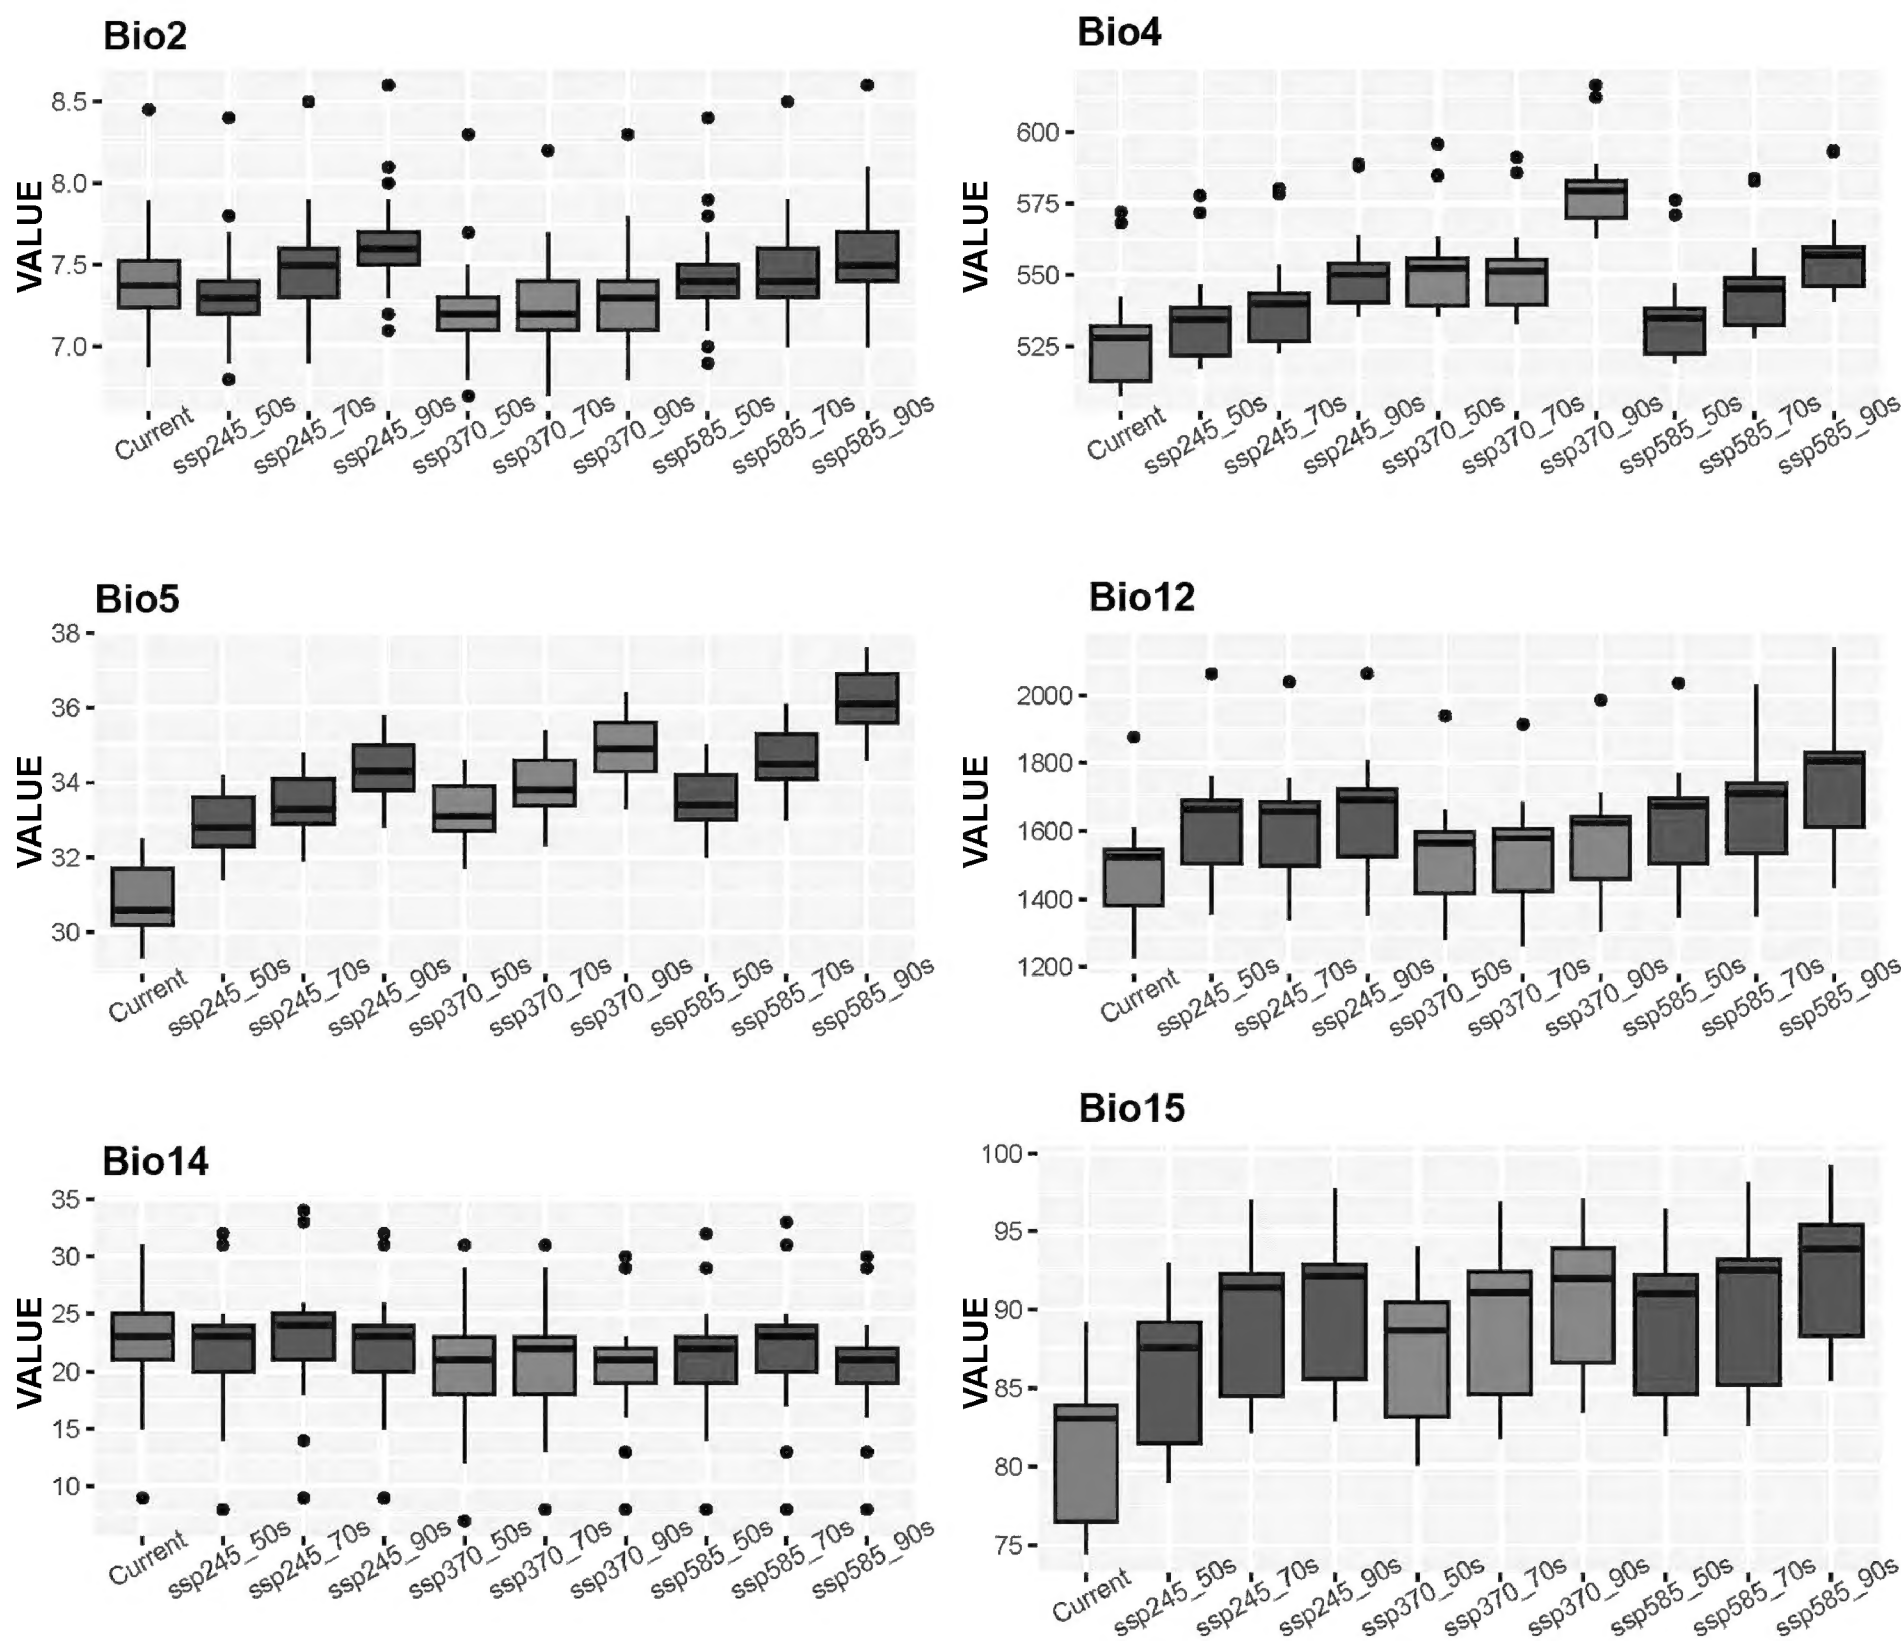 Bio2
VALUE
8.5
8.0
7.5
7.0
Current
ssp245_50s
ssp245_70s
ssp245_90s
ssp370_50s
ssp370_70s
ssp370_90s
ssp585_50s
ssp585_70s
ssp585_90s
Bio4
VALUE
600
575
550
525
Current
ssp245_50s
ssp245_70s
ssp245_90s
ssp370_50s
ssp370_70s
ssp370_90s
ssp585_50s
ssp585_70s
ssp585_90s
Bio5
VALUE
38
36
34
32
30
Current
ssp245_50s
ssp245_70s
ssp245_90s
ssp370_50s
ssp370_70s
ssp370_90s
ssp585_50s
ssp585_70s
ssp585_90s
Bio12
VALUE
2000
1800
1600
1400
1200
Current
ssp245_50s
ssp245_70s
ssp245_90s
ssp370_50s
ssp370_70s
ssp370_90s
ssp585_50s
ssp585_70s
ssp585_90s
Bio14
VALUE
35
30
25
20
15
10
Current
ssp245_50s
ssp245_70s
ssp245_90s
ssp370_50s
ssp370_70s
ssp370_90s
ssp585_50s
ssp585_70s
ssp585_90s
Bio15
VALUE
100
95
90
85
80
75
Current
ssp245_50s
ssp245_70s
ssp245_90s
ssp370_50s
ssp370_70s
ssp370_90s
ssp585_50s
ssp585_70s
ssp585_90s